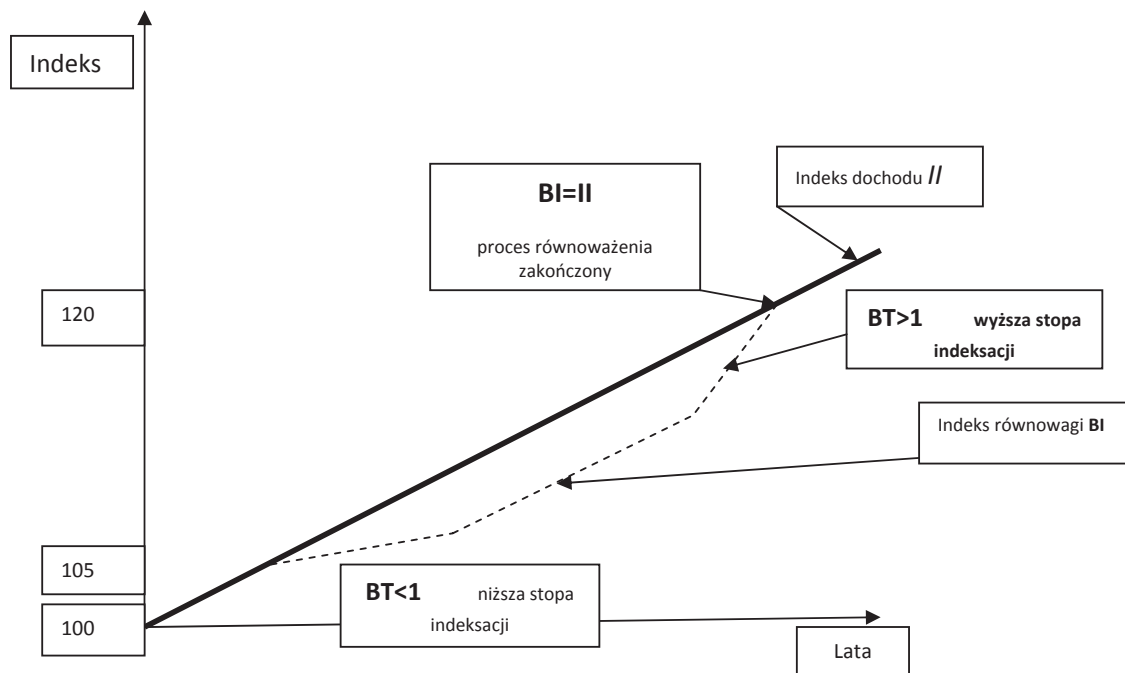 Indeks
BI=II
proces równoważenia
zakończony
Indeks dochodu II
120
BT>1 wyższa stopa
indeksacji
Indeks równowagi BI
105
BT<1 niższa stopa
indeksacji
100
Lata